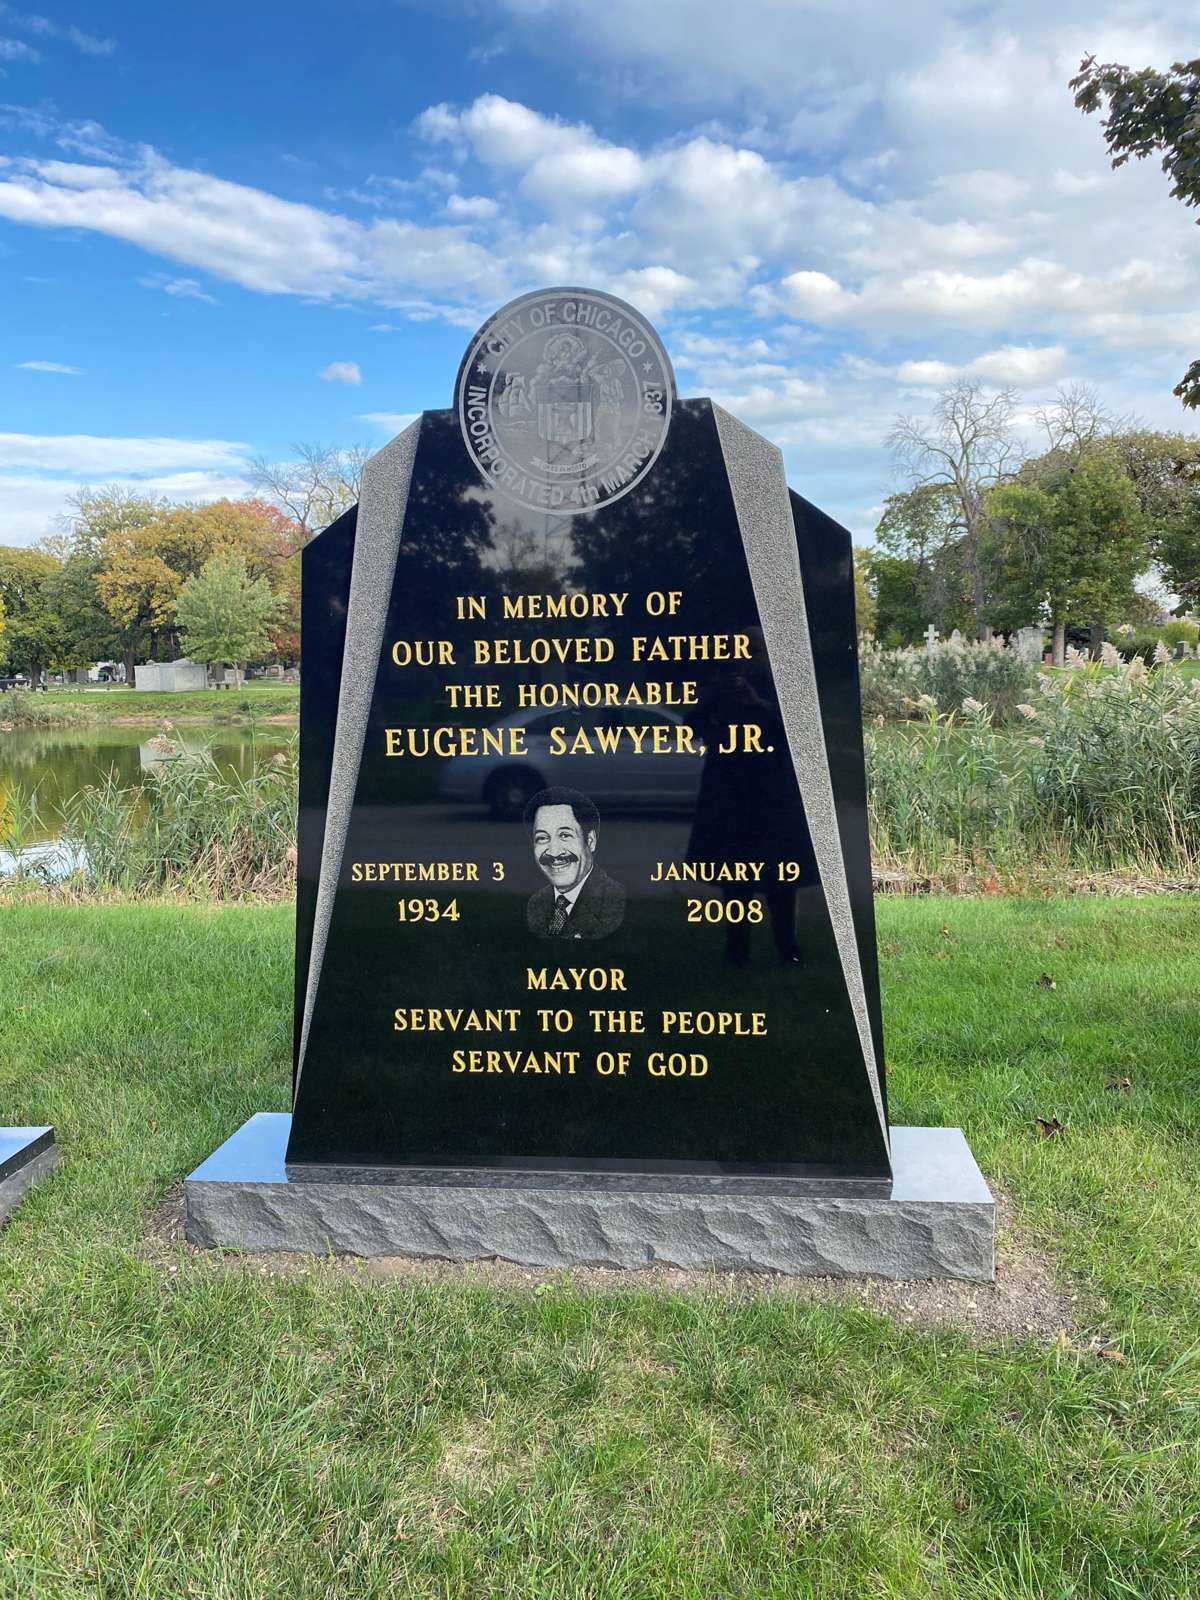 CITY OF CHICAGO
INCORPORATED 4th MARCH 1837
IN MEMORY OF
OUR BELOVED FATHER
THE HONORABLE
EUGENE SAWYER, JR.
SEPTEMBER 3
1934
JANUARY 19
2008
MAYOR
SERVANT TO THE PEOPLE
SERVANT OF GOD